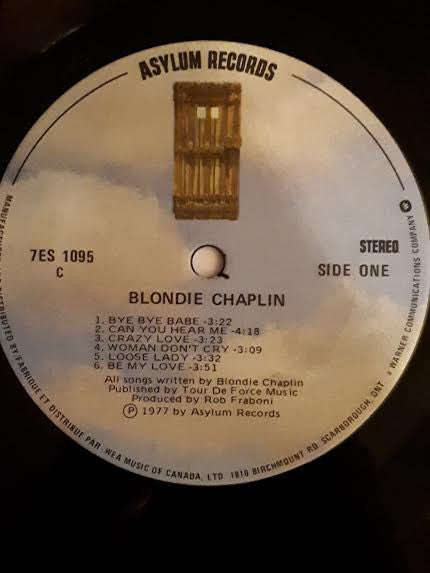 ASYLUM RECORDS
7ES 1095
C
STEREO
SIDE ONE
BLONDIE CHAPLIN
1. BYE BYE BABE -3:22
2. CAN YOU HEAR ME -4:18
3. CRAZY LOVE -3:23
4. WOMAN DON'T CRY -3:09
5. LOOSE LADY -3:32
6. BE MY LOVE -3:51
All songs written by Blondie Chaplin
Published by Tour De Force Music
Produced by Rob Fraboni
Ⓟ 1977 by Asylum Records
DISTRIBUTED BY FABRIQUÉ ET DISTRIBUÉ PAR WEA MUSIC OF CANADA, LTD. 1810 BIRCHMOUNT RD. SCARBOROUGH, ONT. A WARNER COMMUNICATIONS COMPANY